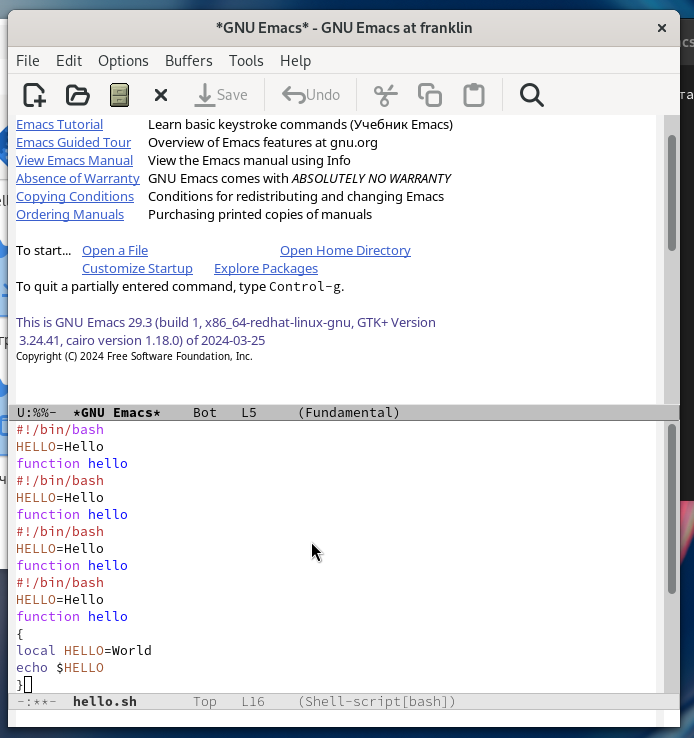 *GNU Emacs* - GNU Emacs at franklin
File Edit Options Buffers Tools Help
Save Undo
Emacs Tutorial Learn basic keystroke commands (Учебник Emacs)
Emacs Guided Tour Overview of Emacs features at gnu.org
View Emacs Manual View the Emacs manual using Info
Absence of Warranty GNU Emacs comes with ABSOLUTELY NO WARRANTY
Copying Conditions Conditions for redistributing and changing Emacs
Ordering Manuals Purchasing printed copies of manuals
To start... Open a File Open Home Directory
Customize Startup Explore Packages
To quit a partially entered command, type Control-g.
This is GNU Emacs 29.3 (build 1, x86_64-redhat-linux-gnu, GTK+ Version
3.24.41, cairo version 1.18.0) of 2024-03-25
Copyright (C) 2024 Free Software Foundation, Inc.
U:%%- *GNU Emacs* Bot L5 (Fundamental)
#!/bin/bash
HELLO=Hello
function hello
#!/bin/bash
HELLO=Hello
function hello
#!/bin/bash
HELLO=Hello
function hello
#!/bin/bash
HELLO=Hello
function hello
{
local HELLO=World
echo $HELLO
}
-:**- hello.sh Top L16 (Shell-script[bash])